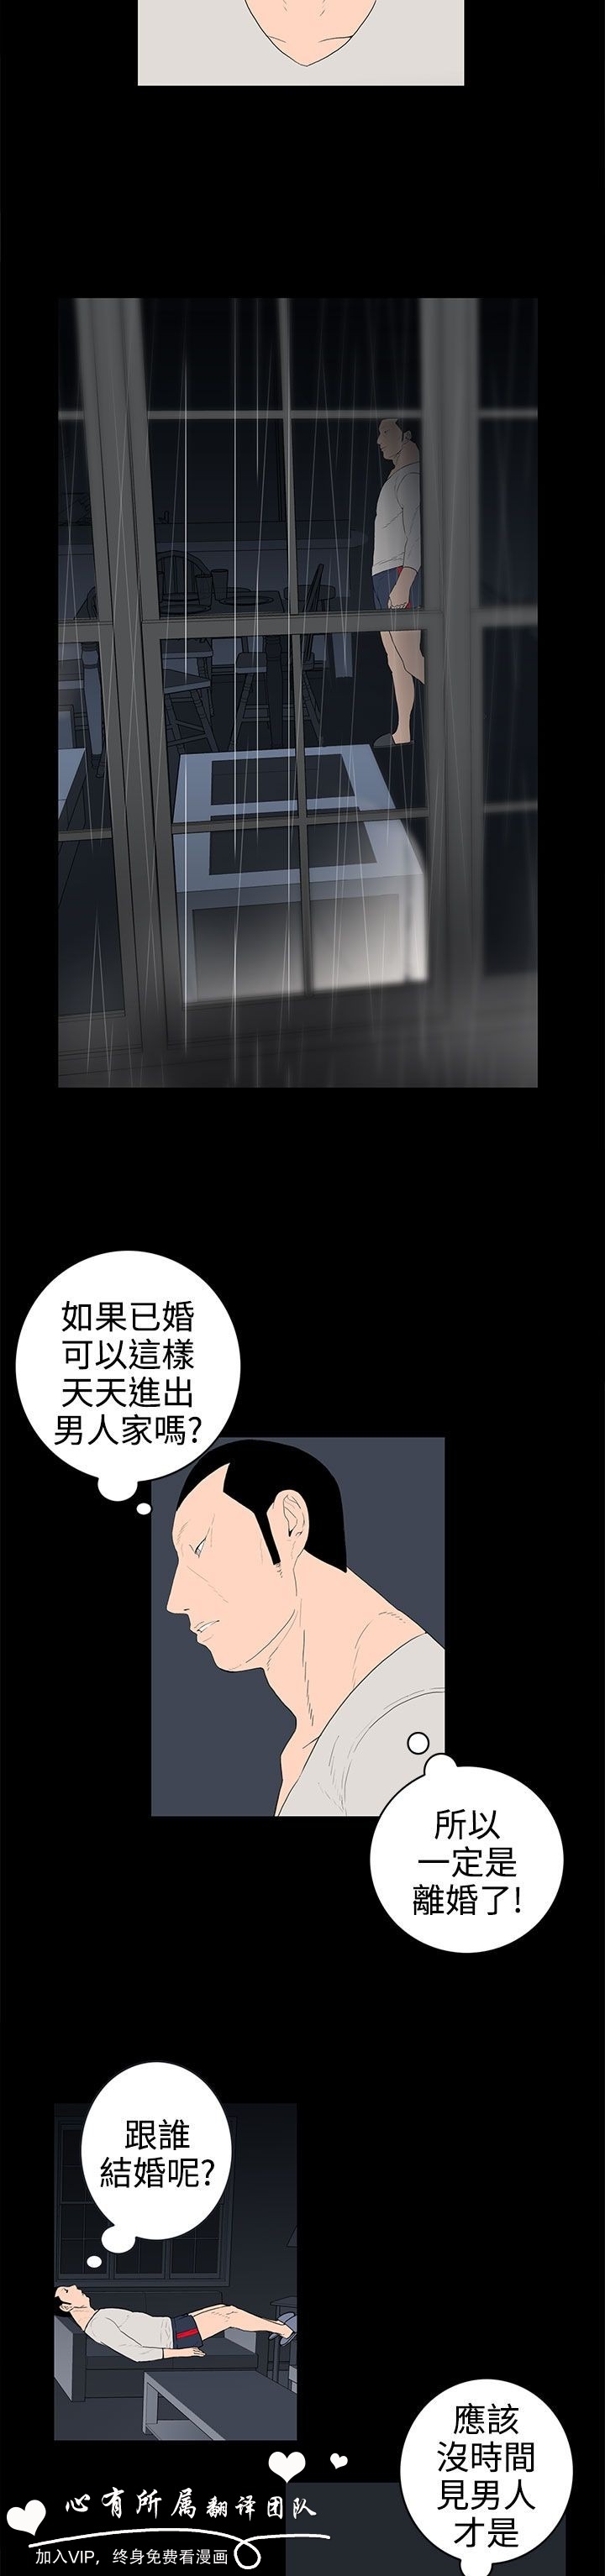 如果已婚
可以這樣
天天進出
男人家嗎?
所以
一定是
離婚了!
跟誰
結婚呢?
應該
沒時間
見男人
才是
心有所属翻译团队
加入VIP，终身免费看漫画